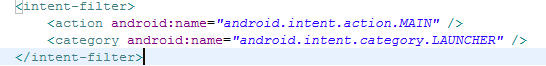 <intent-filter>
<action android:name="android.intent.action.MAIN" />
<category android:name="android.intent.category.LAUNCHER" />
</intent-filter>